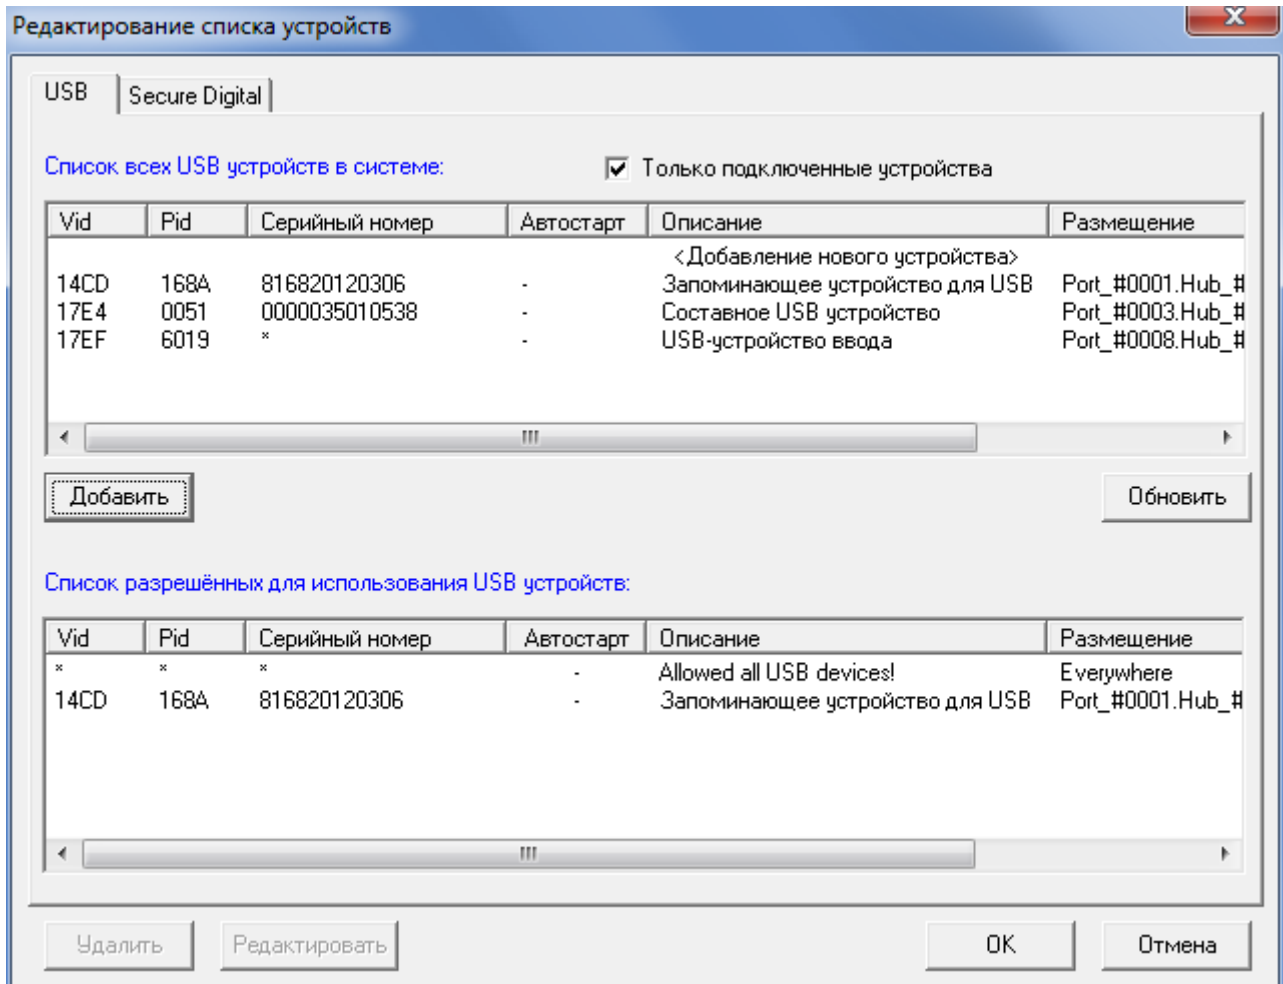 Редактирование списка устройств
USB Secure Digital
Список всех USB устройств в системе: Только подключенные устройства
Vid Pid Серийный номер Автостарт Описание Размещение
<Добавление нового устройства>
14CD 168A 816820120306 - Запоминающее устройство для USB Port_#0001.Hub_#
17E4 0051 0000035010538 - Составное USB устройство Port_#0003.Hub_#
17EF 6019 * - USB-устройство ввода Port_#0008.Hub_#
Добавить Обновить
Список разрешённых для использования USB устройств:
Vid Pid Серийный номер Автостарт Описание Размещение
* * * - Allowed all USB devices! Everywhere
14CD 168A 816820120306 - Запоминающее устройство для USB Port_#0001.Hub_#
Удалить Редактировать OK Отмена